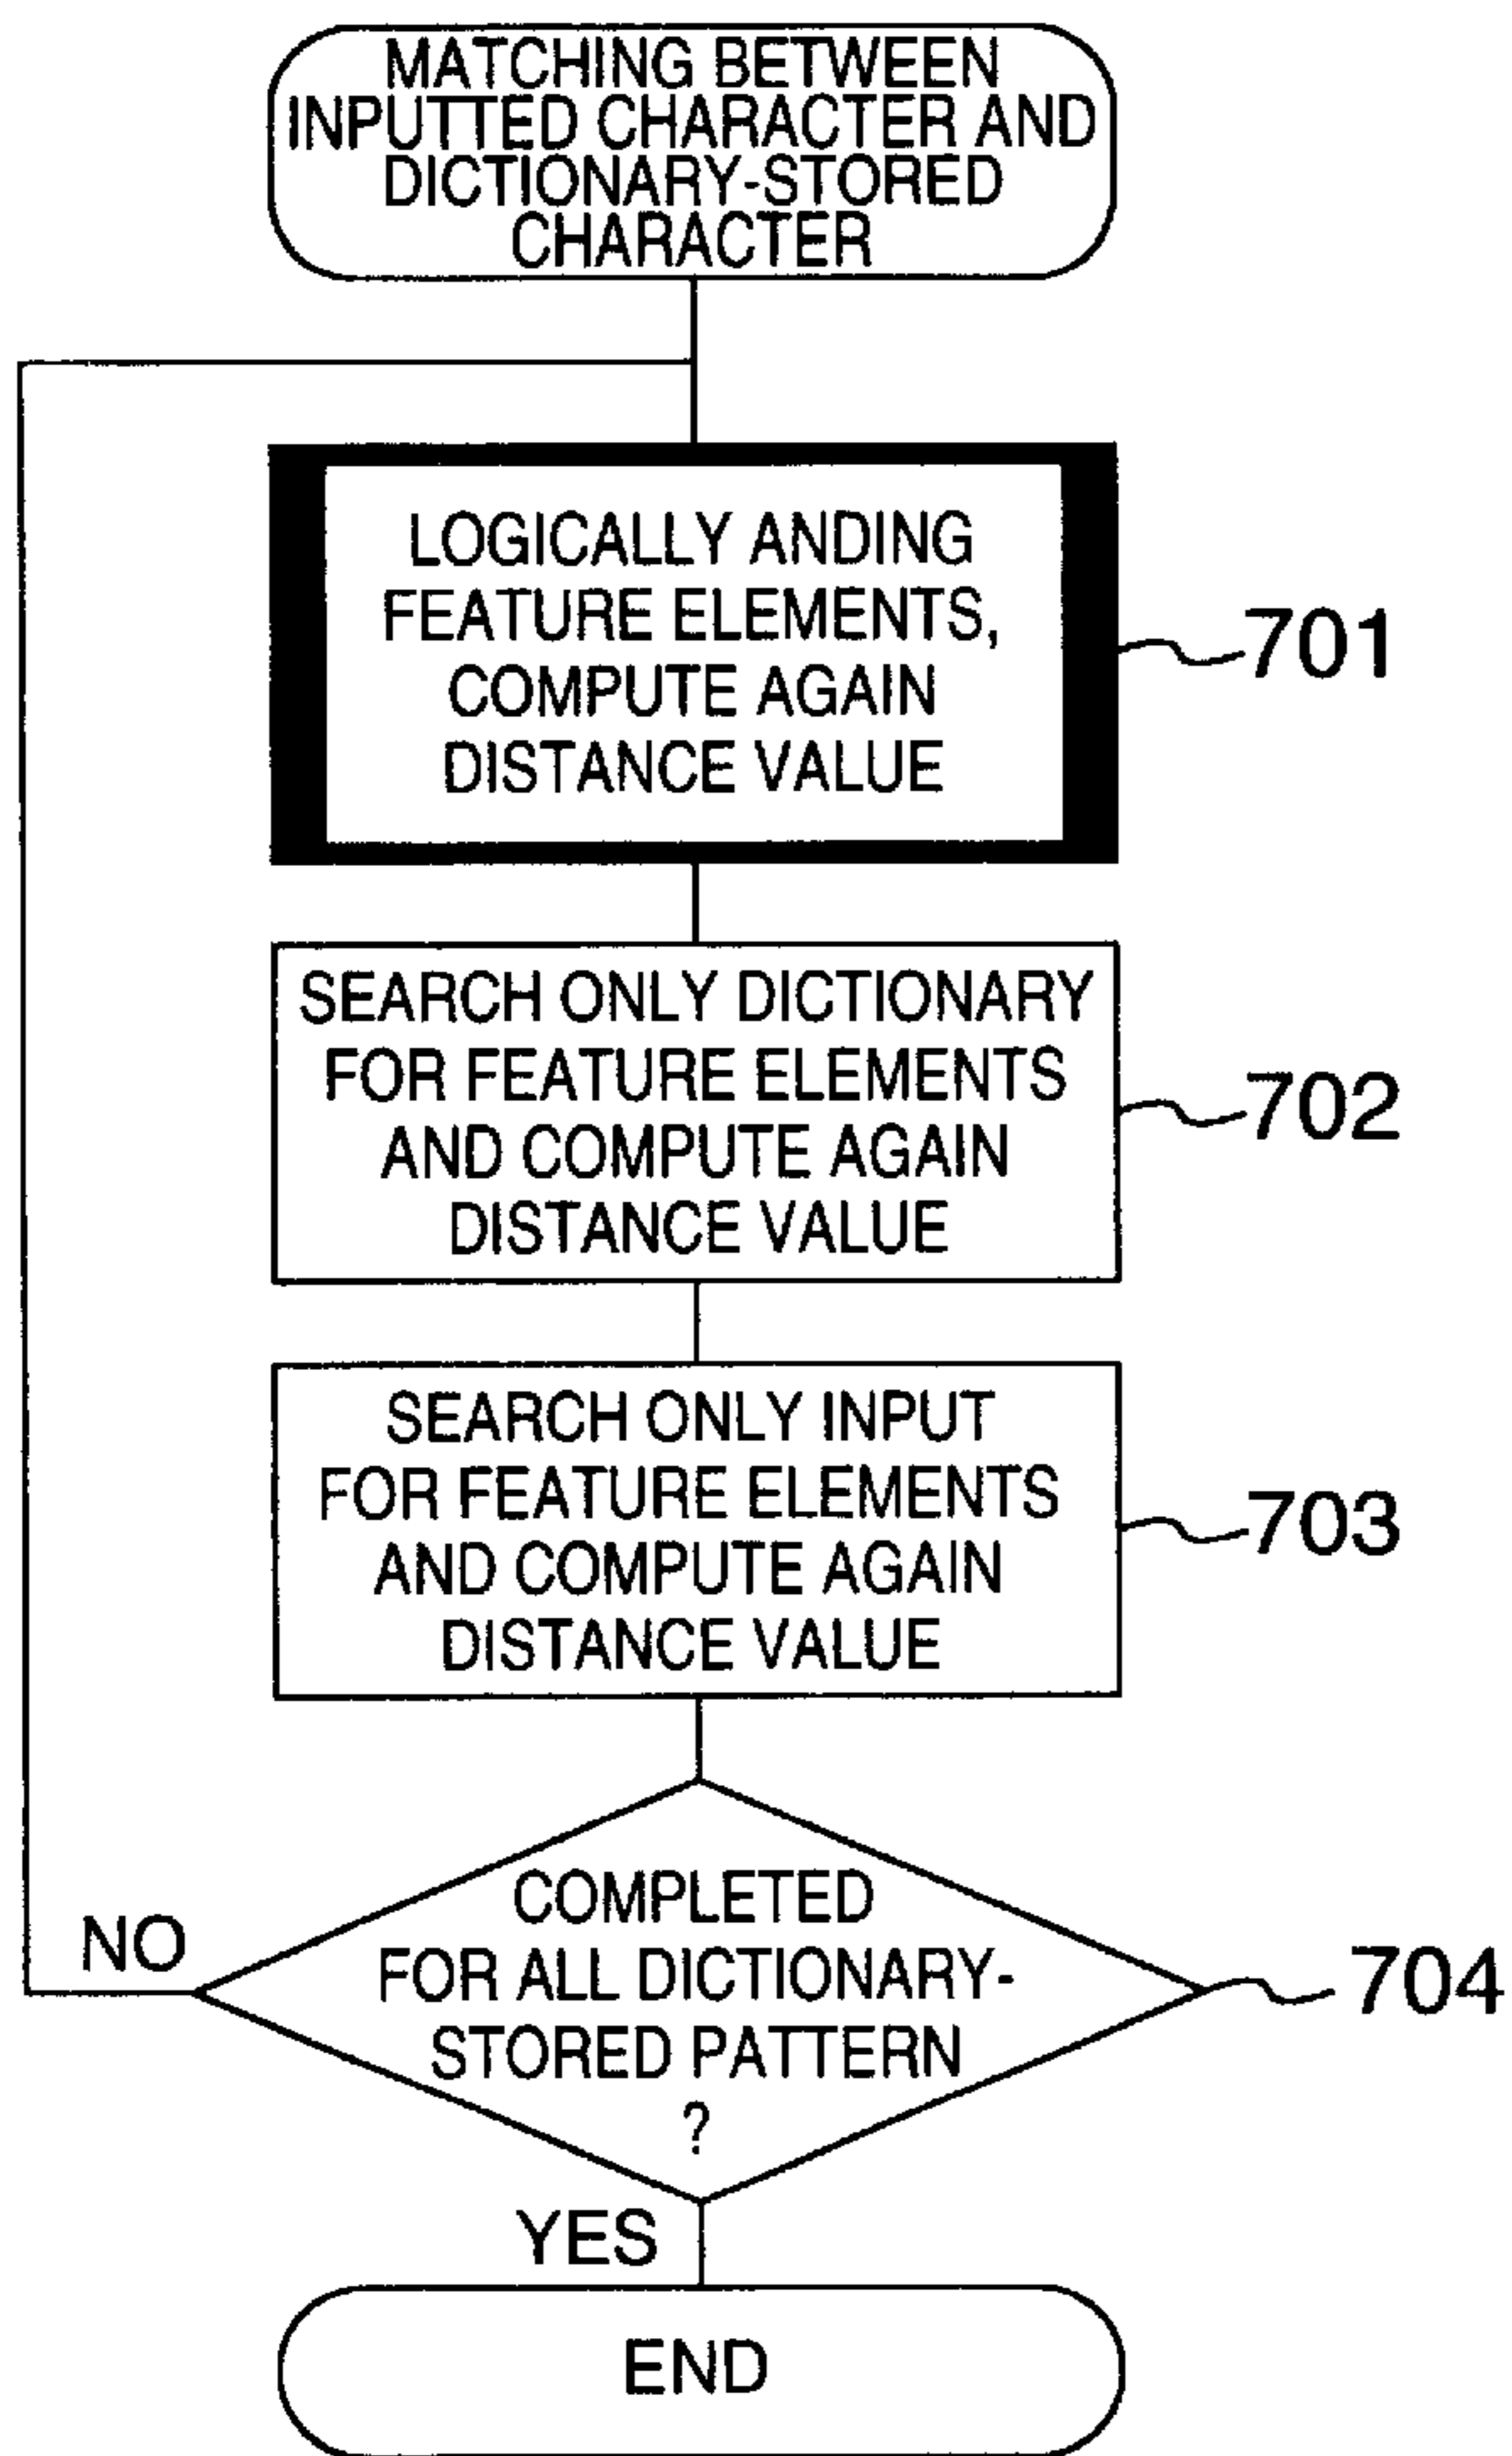 MATCHING BETWEEN
INPUTTED CHARACTER AND
DICTIONARY-STORED
CHARACTER
LOGICALLY ANDING
FEATURE ELEMENTS,
COMPUTE AGAIN
DISTANCE VALUE
701
SEARCH ONLY DICTIONARY
FOR FEATURE ELEMENTS
AND COMPUTE AGAIN
DISTANCE VALUE
702
SEARCH ONLY INPUT
FOR FEATURE ELEMENTS
AND COMPUTE AGAIN
DISTANCE VALUE
703
COMPLETED
FOR ALL DICTIONARY-
STORED PATTERN
?
704
NO
YES
END